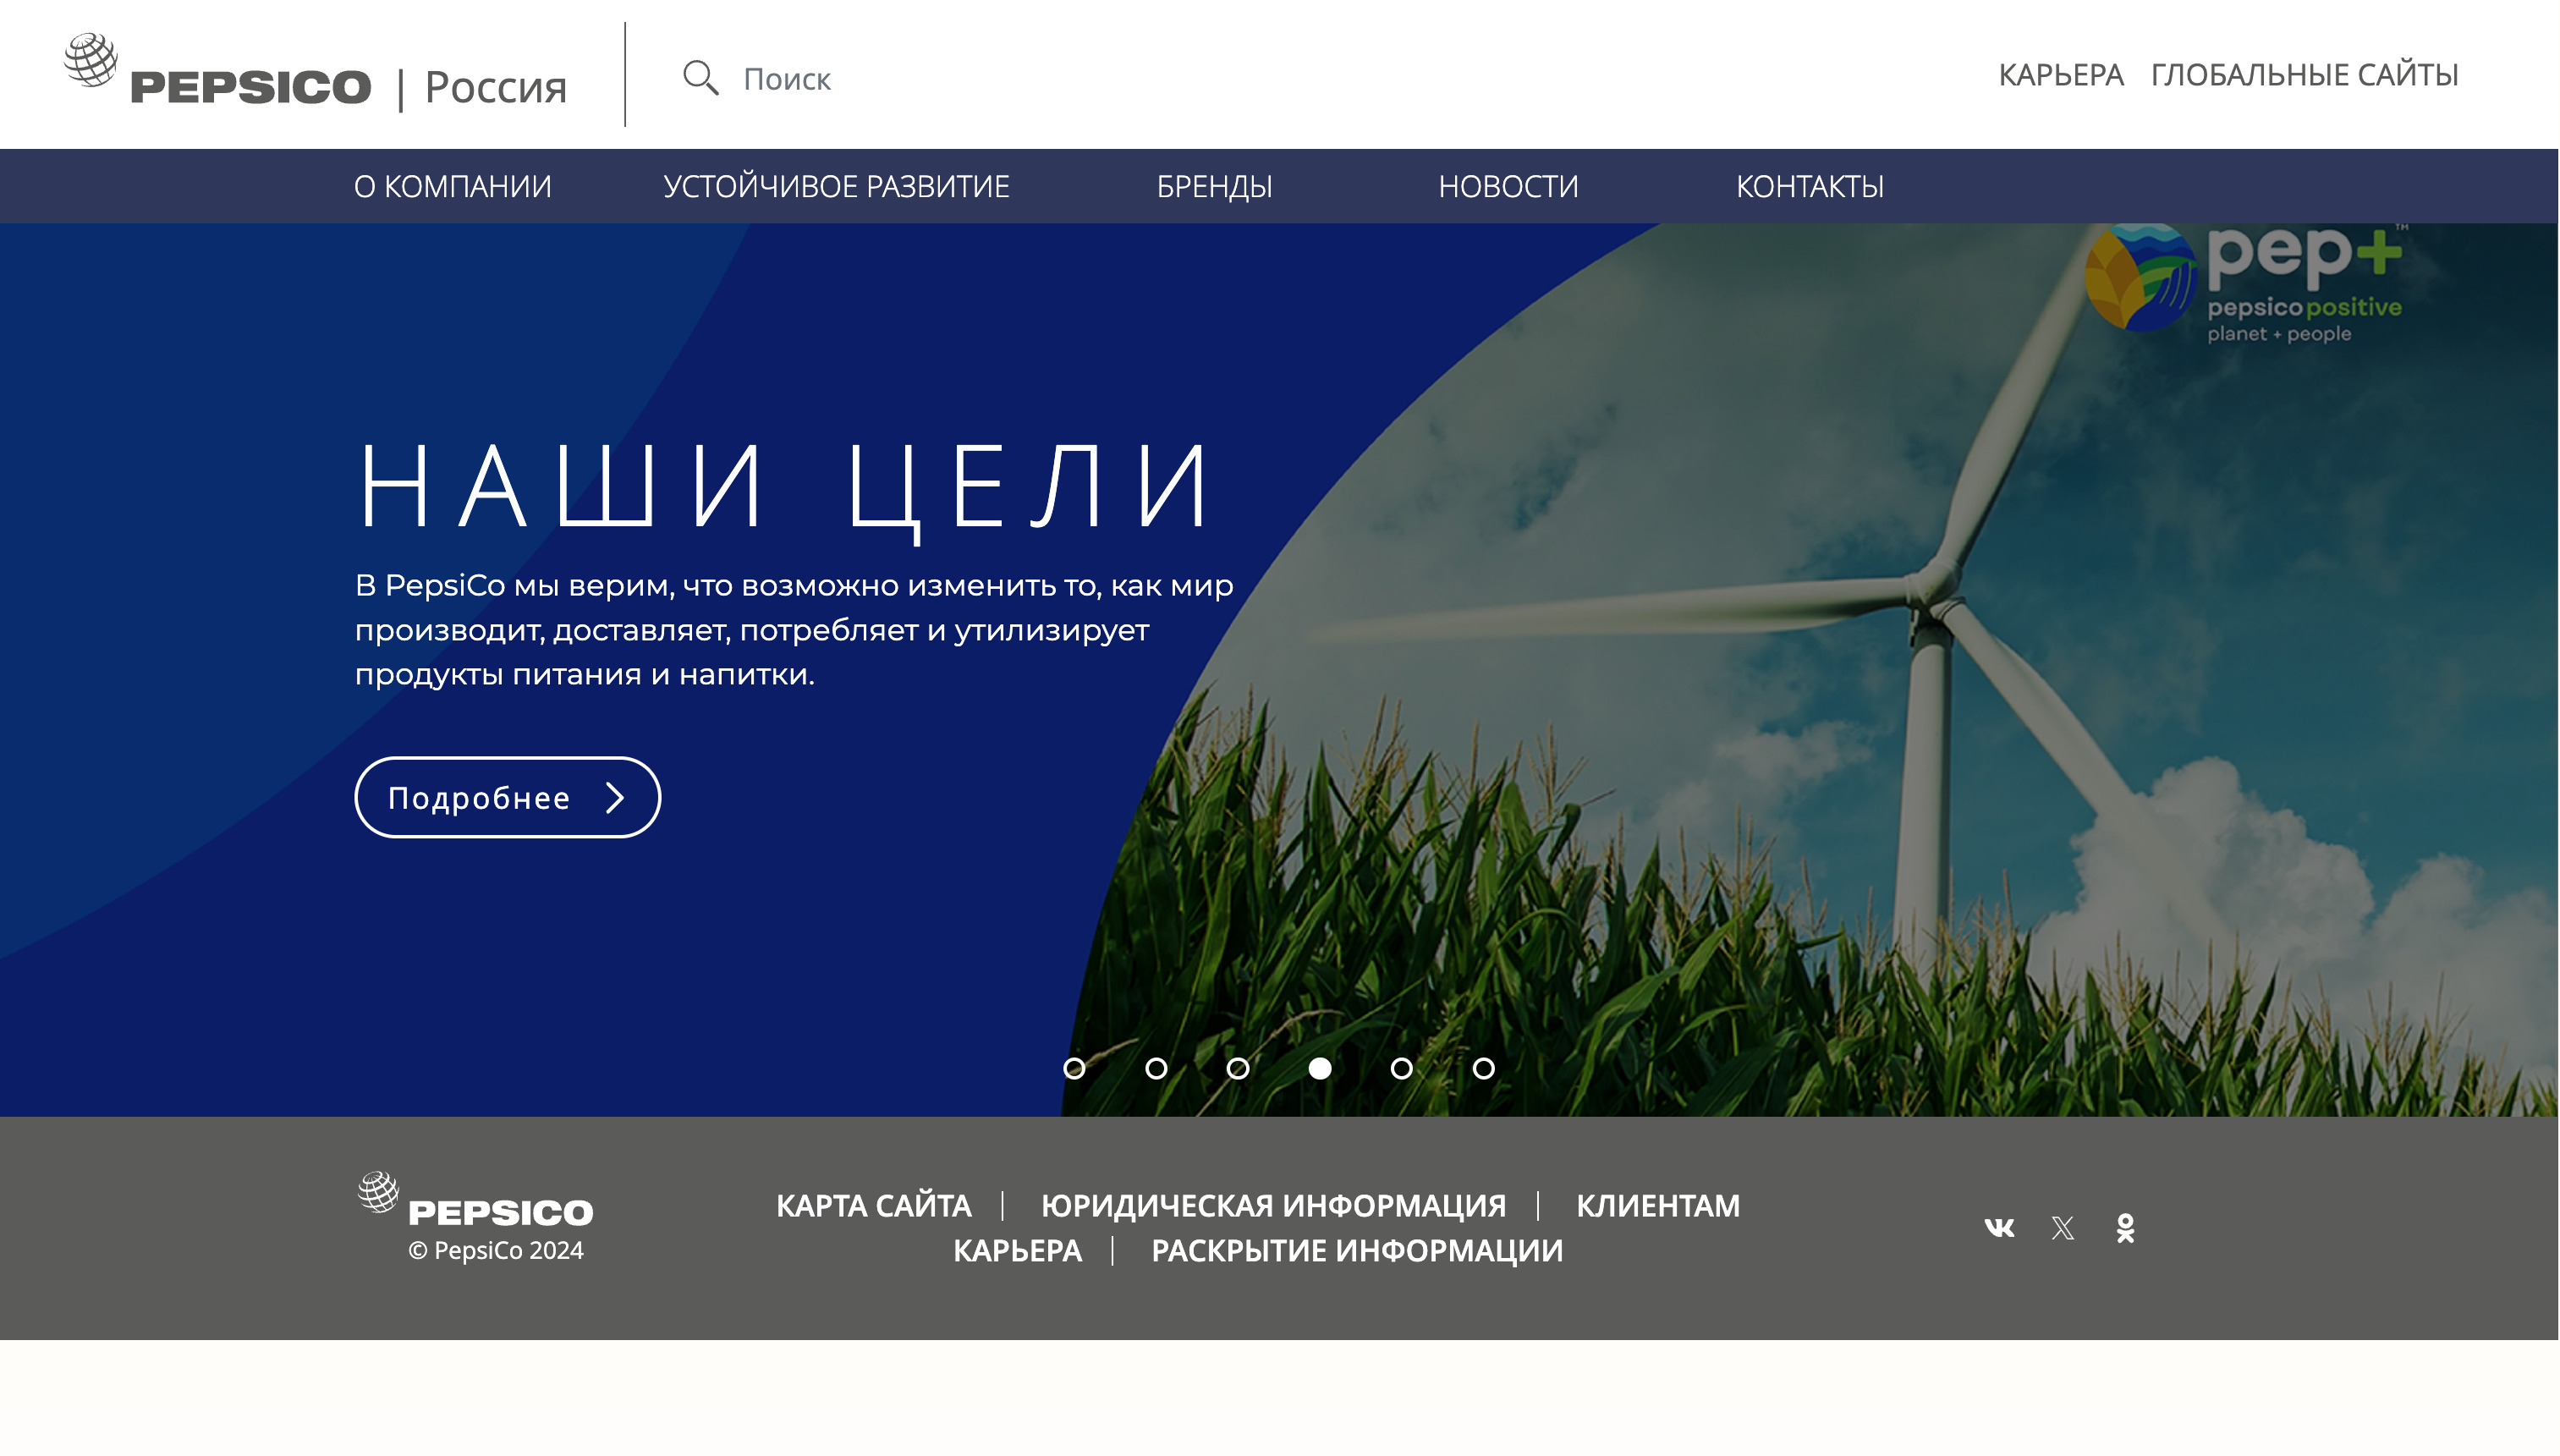 PEPSICO | Россия
Поиск
КАРЬЕРА ГЛОБАЛЬНЫЕ САЙТЫ
О КОМПАНИИ УСТОЙЧИВОЕ РАЗВИТИЕ БРЕНДЫ НОВОСТИ КОНТАКТЫ
pep+™
pepsico positive
planet + people
НАШИ ЦЕЛИ
В PepsiCo мы верим, что возможно изменить то, как мир
производит, доставляет, потребляет и утилизирует
продукты питания и напитки.
Подробнее
PEPSICO
© PepsiCo 2024
КАРТА САЙТА | ЮРИДИЧЕСКАЯ ИНФОРМАЦИЯ | КЛИЕНТАМ
КАРЬЕРА | РАСКРЫТИЕ ИНФОРМАЦИИ